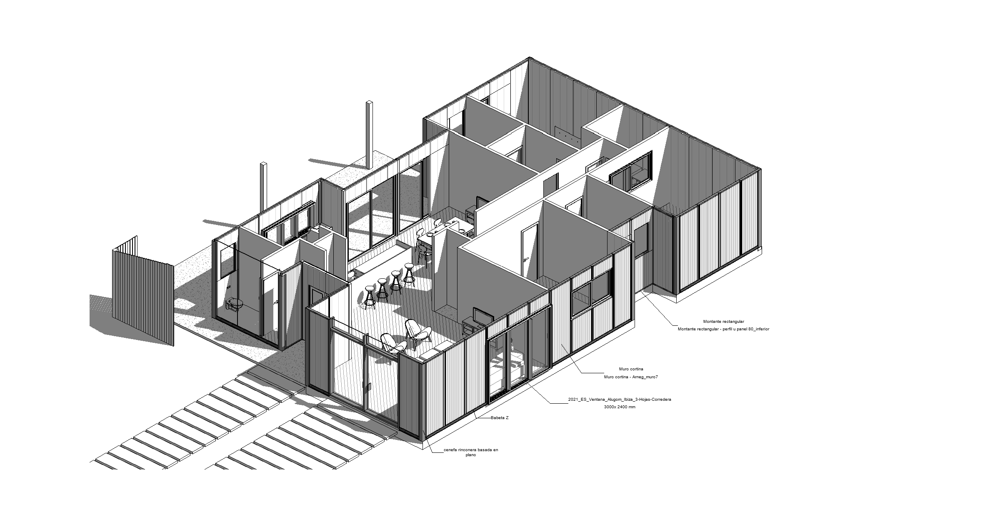 Montante rectangular
Montante rectangular - perfil u panel 80_inferior
Muro cortina
Muro cortina - Arneg_muro7
2021_ES_Ventana_Alugom_Ibiza_3-Hojas-Corredera
3000x 2400 mm
Babeta Z
cenefa rinconera basada en
plano